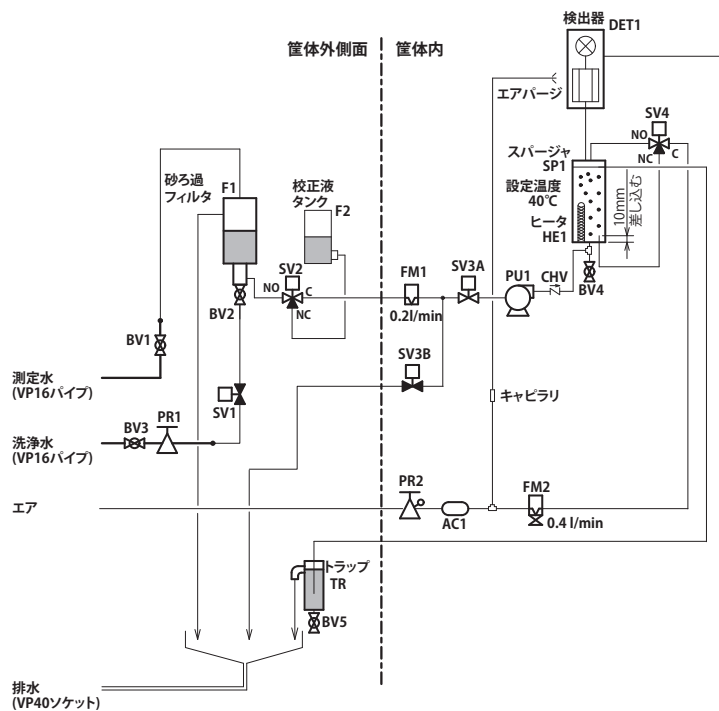 検出器
DET1
筐体外側面
筐体内
エアパージ
SV4
NO
C
NC
スパージャ
SP1
設定温度
40℃
ヒータ
HE1
10mm
差し込む
砂ろ過
フィルタ
F1
校正液
タンク
F2
SV2
NO
C
NC
FM1
0.2l/min
SV3A
PU1
CHV
BV4
BV2
BV1
SV3B
測定水
(VP16パイプ)
SV1
キャピラリ
BV3
PR1
洗浄水
(VP16パイプ)
PR2
FM2
エア
AC1
0.4 l/min
トラップ
TR
BV5
排水
(VP40ソケット)